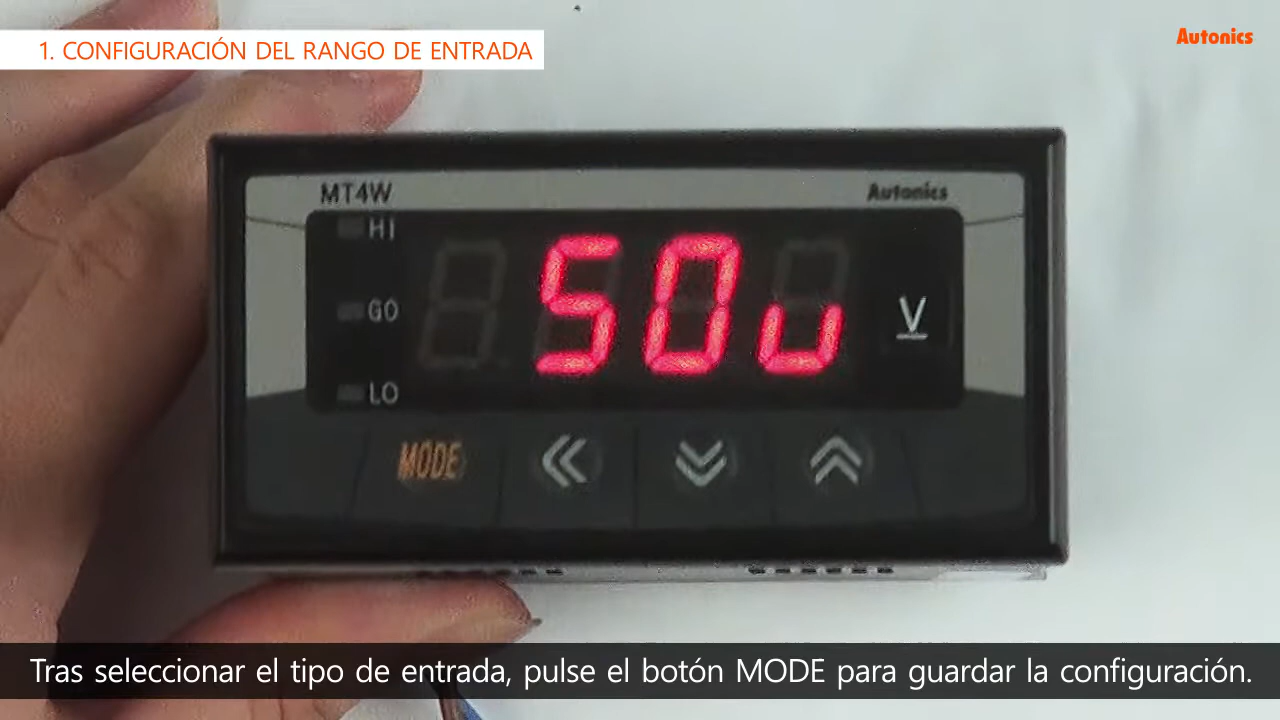 1. CONFIGURACIÓN DEL RANGO DE ENTRADA
Autonics
MT4W
Autonics
HI
GO
LO
50u
V
MODE
Tras seleccionar el tipo de entrada, pulse el botón MODE para guardar la configuración.